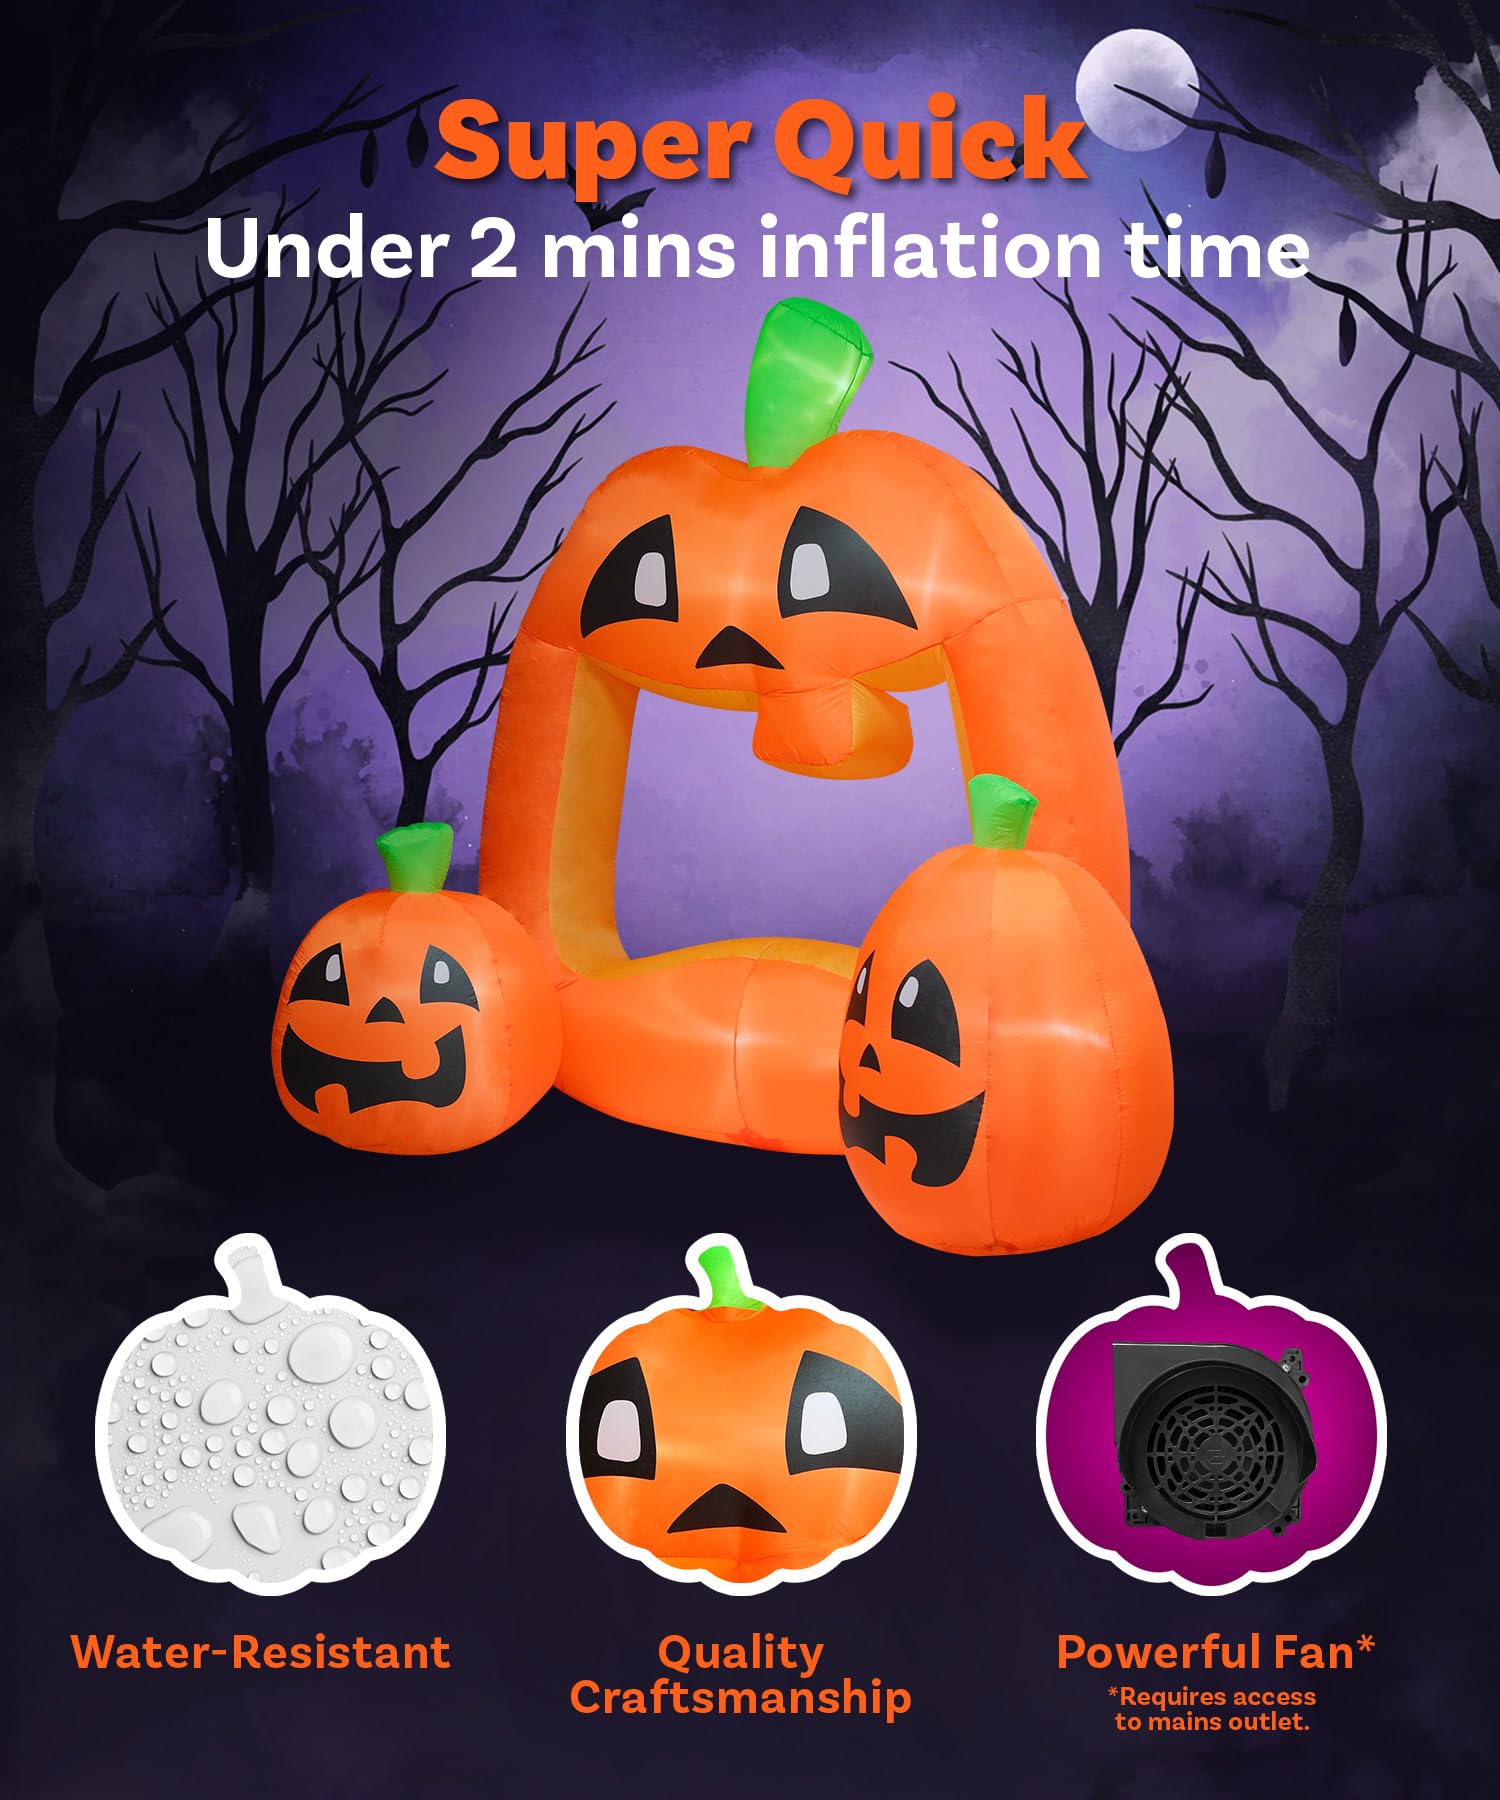 Super Quick
Under 2 mins inflation time
Water-Resistant
Quality
Craftsmanship
Powerful Fan*
*Requires access
to mains outlet.